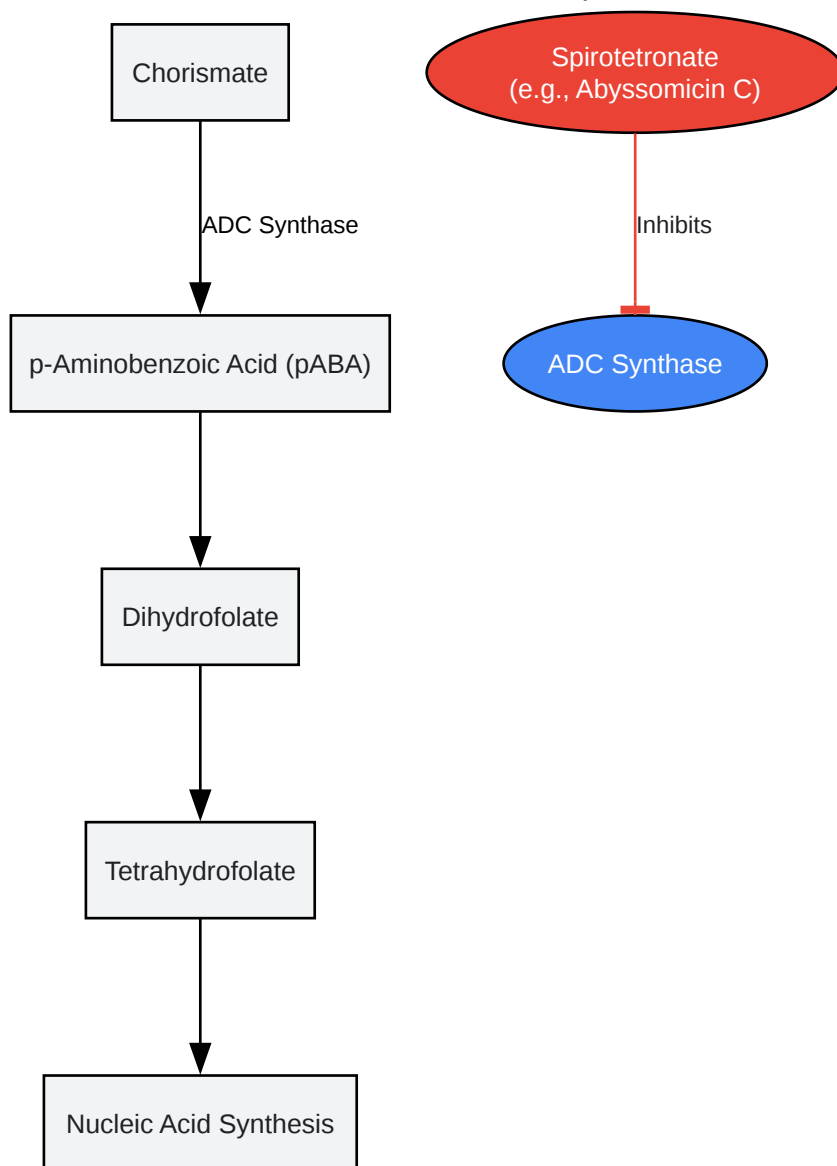 Chorismate
Spirotetronate
(e.g., Abyssomicin C)
ADC Synthase
Inhibits
p-Aminobenzoic Acid (pABA)
ADC Synthase
Dihydrofolate
Tetrahydrofolate
Nucleic Acid Synthesis